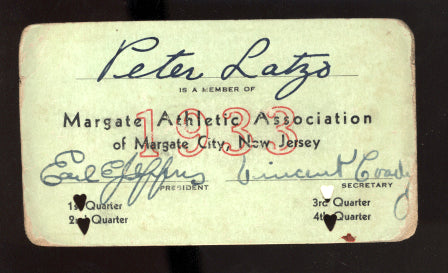 Peter Latzo
IS A MEMBER OF
Margate Athletic Association
1933
of Margate City, New Jersey
Earl E Jeffries Vincent Coady
PRESIDENT SECRETARY
1st Quarter 3rd Quarter
2nd Quarter 4th Quarter